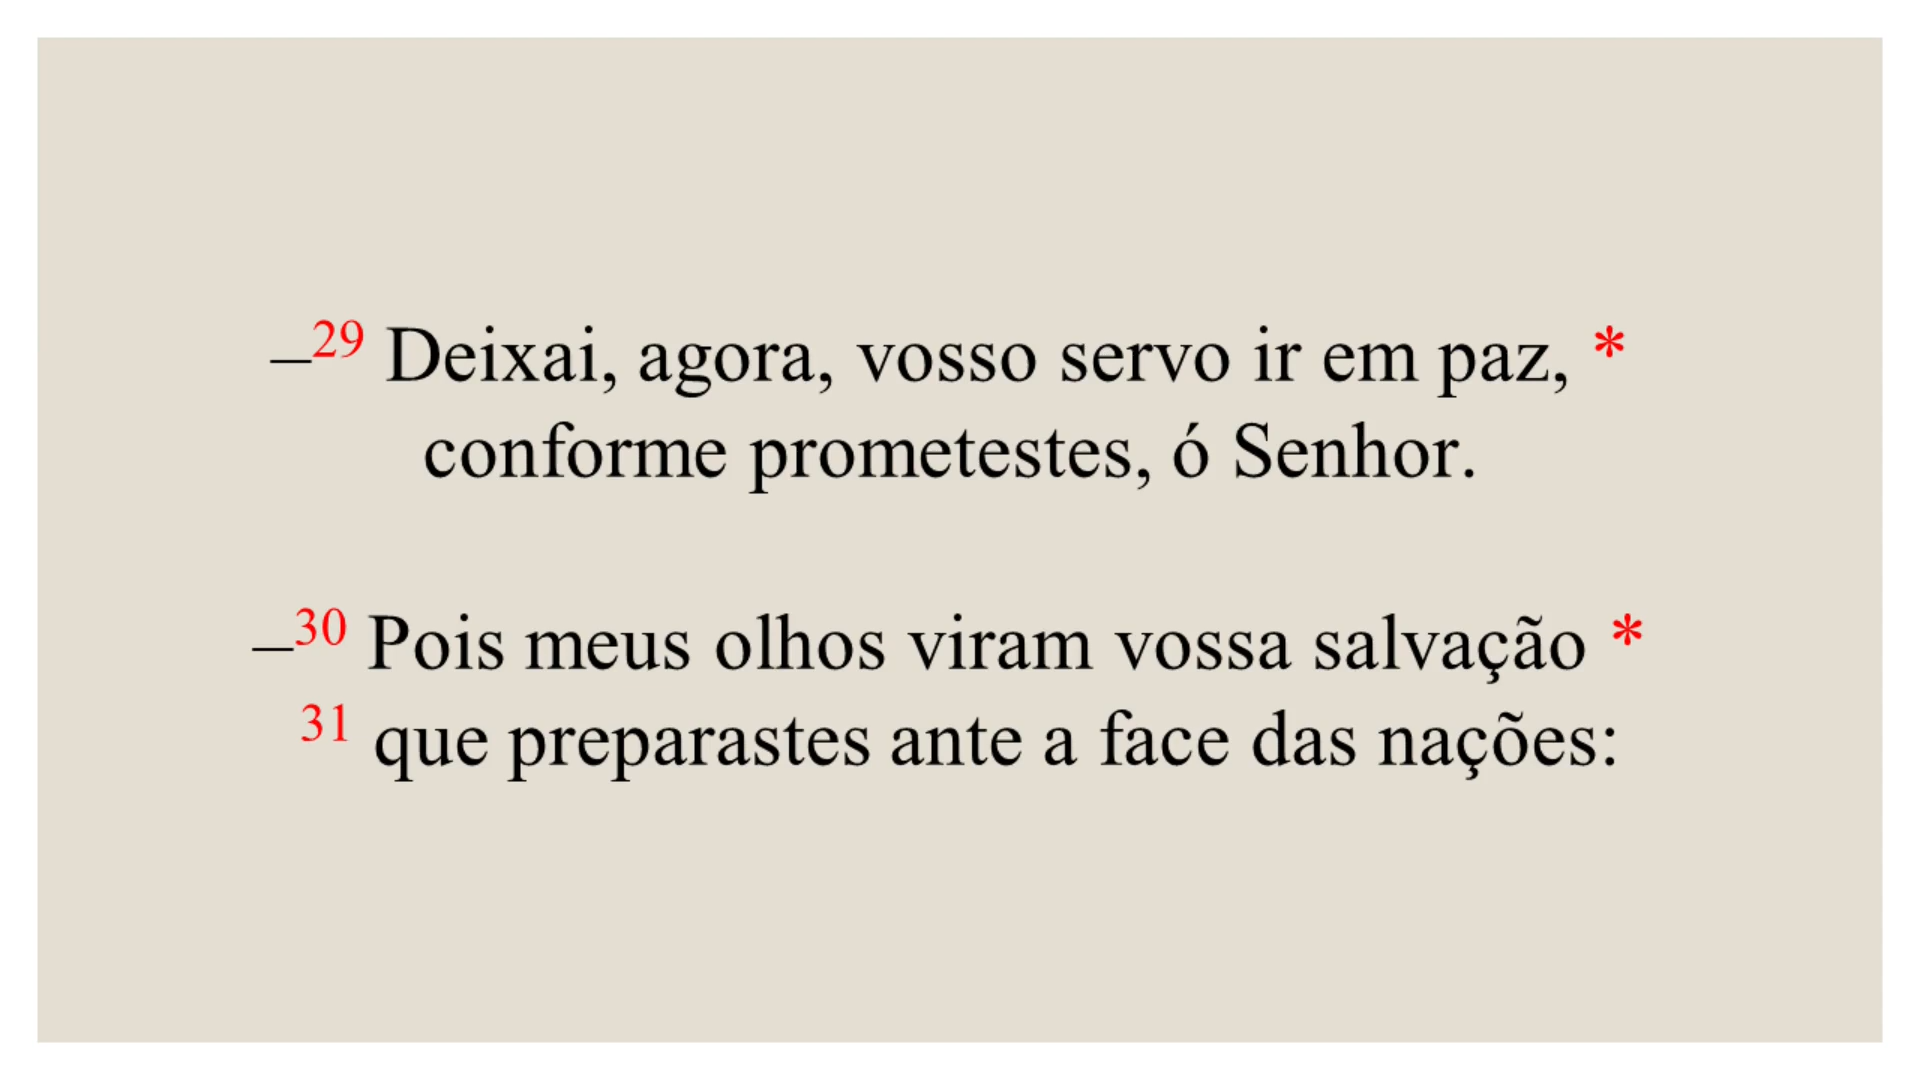 –29 Deixai, agora, vosso servo ir em paz, *
conforme prometestes, ó Senhor.
–30 Pois meus olhos viram vossa salvação *
31 que preparastes ante a face das nações: